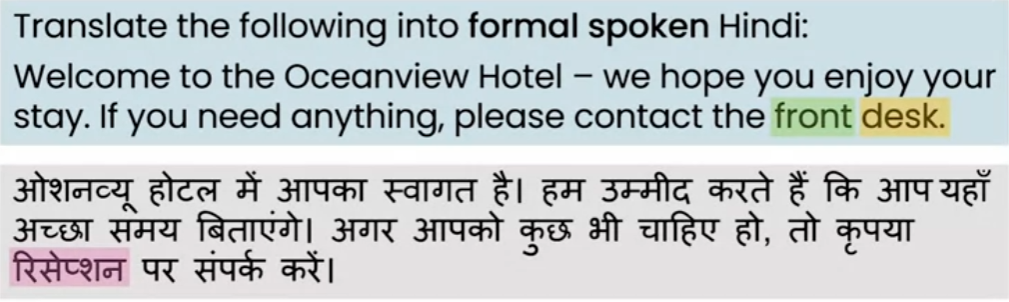 Translate the following into formal spoken Hindi:
Welcome to the Oceanview Hotel – we hope you enjoy your
stay. If you need anything, please contact the front desk.
ओशनव्यू होटल में आपका स्वागत है। हम उम्मीद करते हैं कि आप यहाँ
अच्छा समय बिताएंगे। अगर आपको कुछ भी चाहिए हो, तो कृपया
रिसेप्शन पर संपर्क करें।